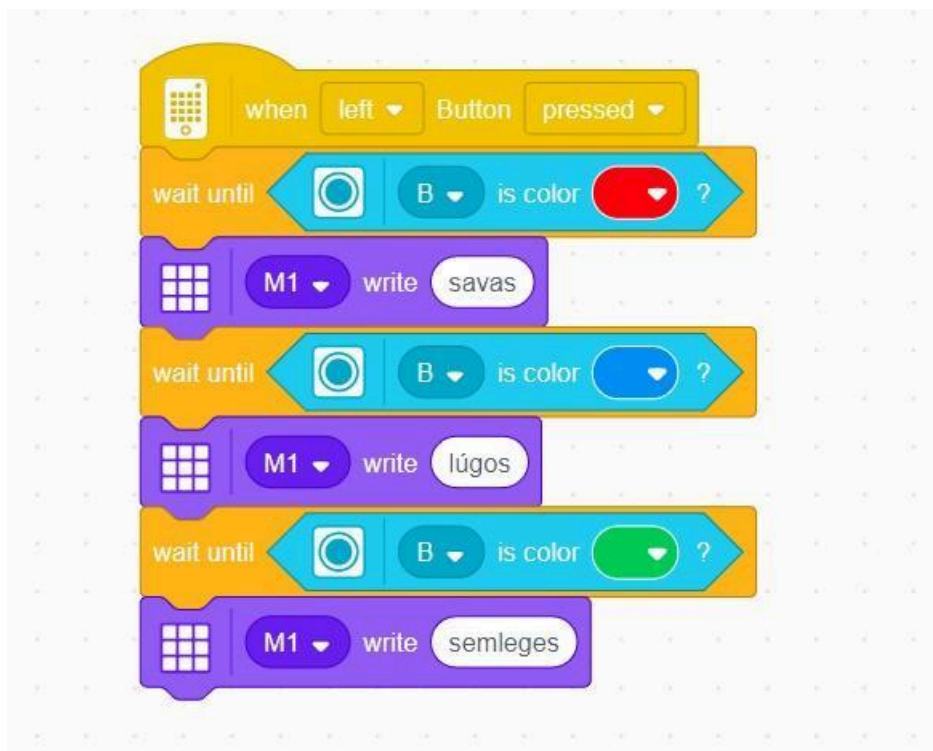 when left Button pressed
wait until B is color ?
M1 write savas
wait until B is color ?
M1 write lúgos
wait until B is color ?
M1 write semleges